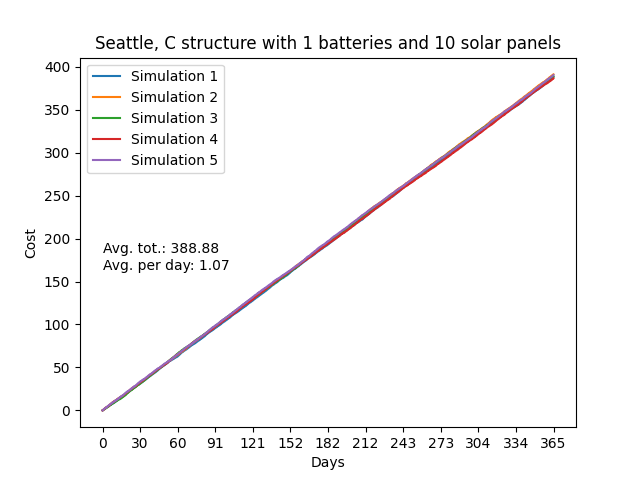 Seattle, C structure with 1 batteries and 10 solar panels
400
350
300
250
200
150
100
50
0
Cost
Simulation 1
Simulation 2
Simulation 3
Simulation 4
Simulation 5
Avg. tot.: 388.88
Avg. per day: 1.07
0 30 60 91 121 152 182 212 243 273 304 334 365
Days